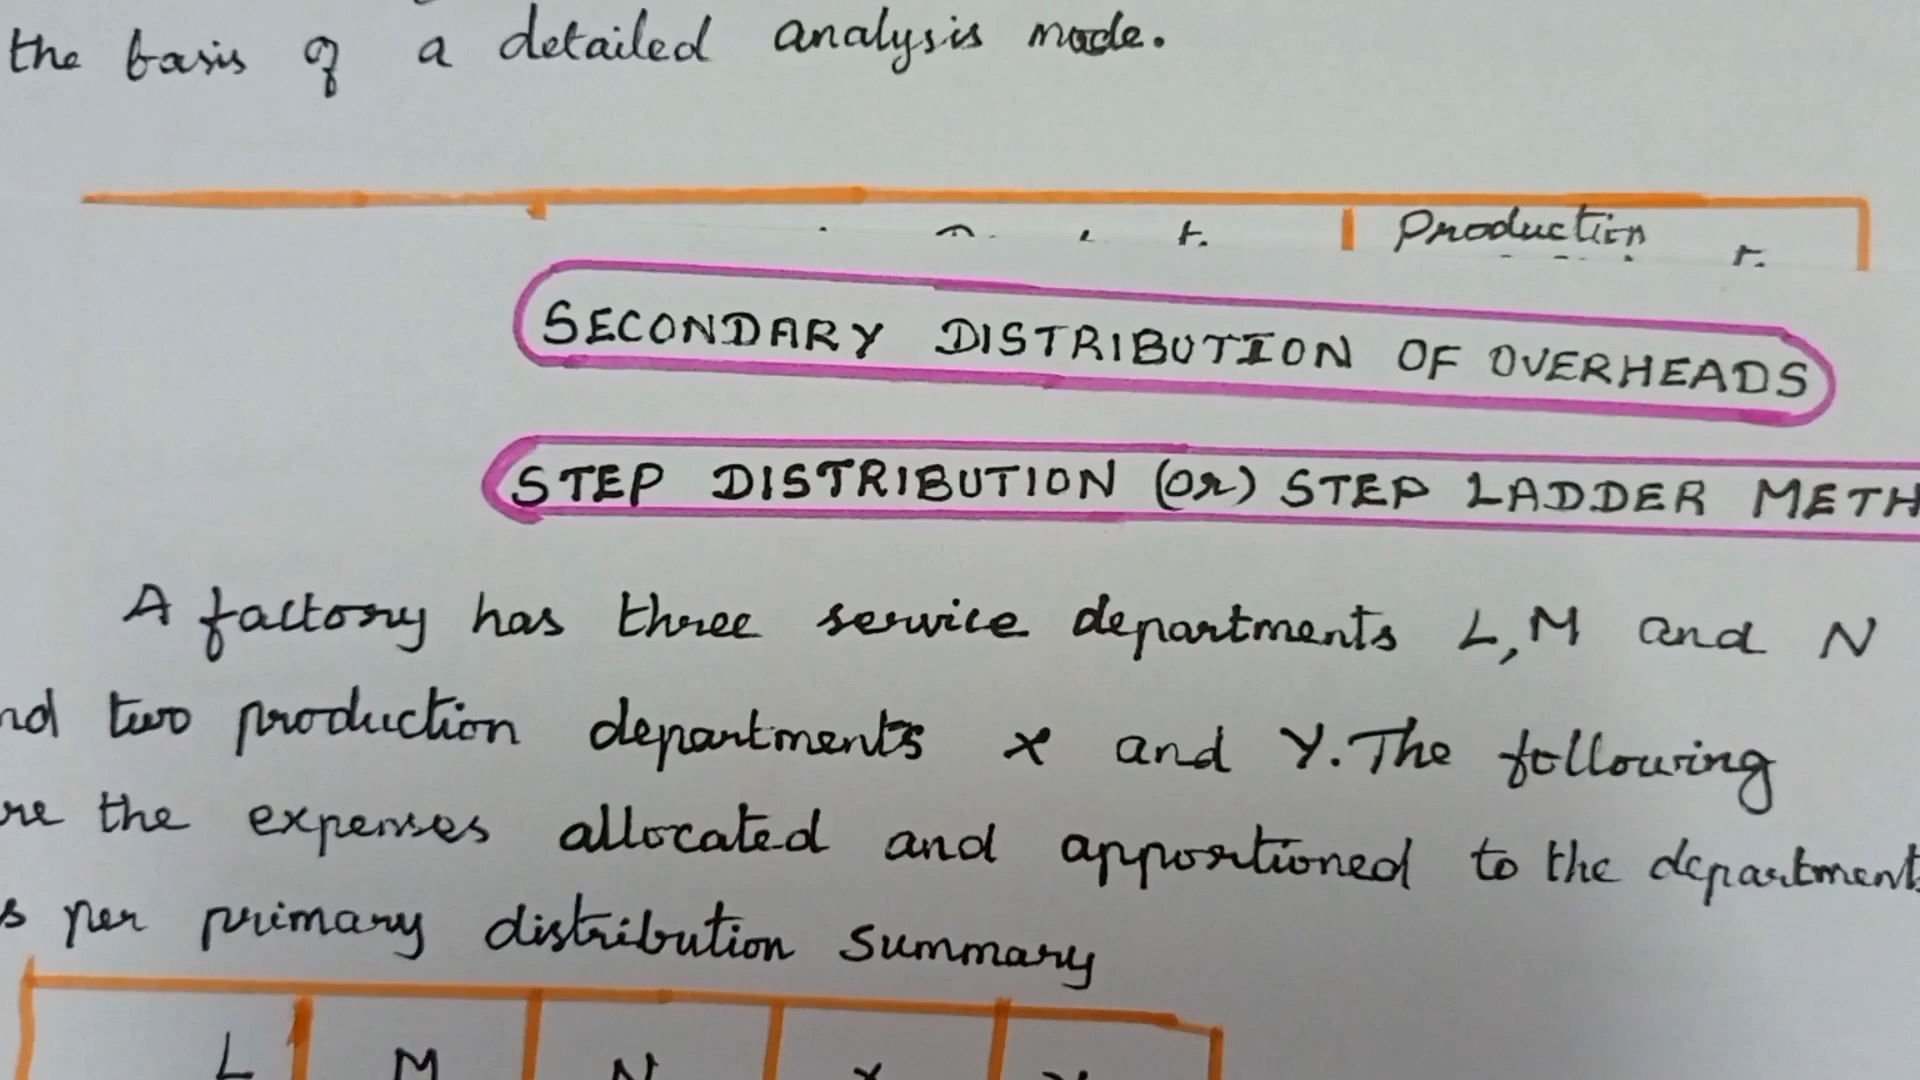 the basis of a detailed analysis made.
Production
SECONDARY DISTRIBUTION OF OVERHEADS
STEP DISTRIBUTION (Or) STEP LADDER METH
A factory has three service departments L, M and N
nd two production departments X and Y. The following
re the expenses allocated and apportioned to the department
s per primary distribution summary
L M N X Y